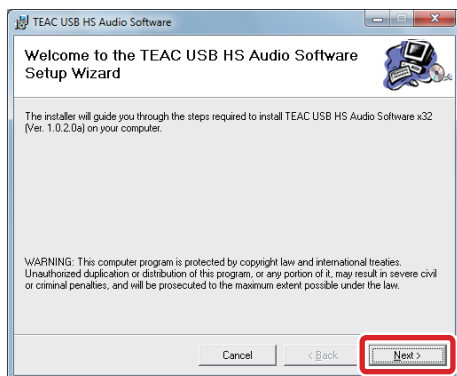 TEAC USB HS Audio Software
Welcome to the TEAC USB HS Audio Software
Setup Wizard
The installer will guide you through the steps required to install TEAC USB HS Audio Software x32
(Ver. 1.0.2.0a) on your computer.
WARNING: This computer program is protected by copyright law and international treaties.
Unauthorized duplication or distribution of this program, or any portion of it, may result in severe civil
or criminal penalties, and will be prosecuted to the maximum extent possible under the law.
Cancel < Back Next >